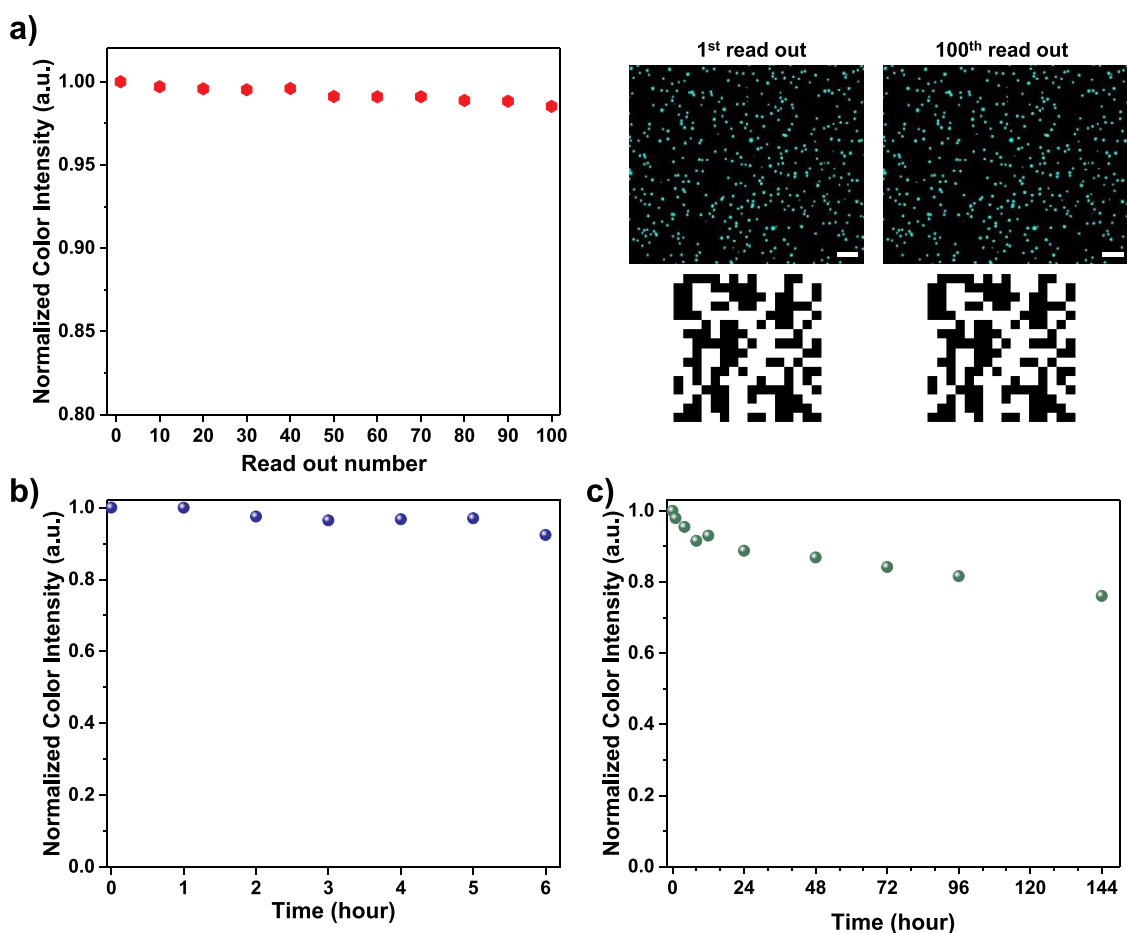 a)
Normalized Color Intensity (a.u.)
1.00
0.95
0.90
0.85
0.80
0 10 20 30 40 50 60 70 80 90 100
Read out number
1st read out
100th read out
b)
Normalized Color Intensity (a.u.)
1.0
0.8
0.6
0.4
0.2
0.0
0 1 2 3 4 5 6
Time (hour)
c)
Normalized Color Intensity (a.u.)
1.0
0.8
0.6
0.4
0.2
0.0
0 24 48 72 96 120 144
Time (hour)